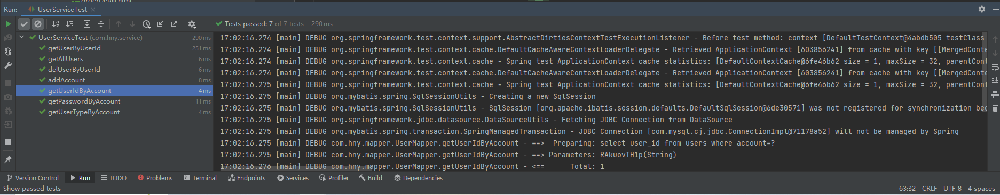 Run: UserServiceTest
Tests passed: 7 of 7 tests – 290 ms
UserServiceTest (com.hny.service) 290 ms
getUserByUserId 251 ms
getAllUsers 6 ms
delUserByUserId 6 ms
addAccount 8 ms
getUserIdByAccount 4 ms
getPasswordByAccount 11 ms
getUserTypeByAccount 4 ms
17:02:16.274 [main] DEBUG org.springframework.test.context.support.AbstractDirtiesContextTestExecutionListener - Before test method: context [DefaultTestContext@4abdb505 testClass
17:02:16.274 [main] DEBUG org.springframework.test.context.cache.DefaultCacheAwareContextLoaderDelegate - Retrieved ApplicationContext [603856241] from cache with key [[MergedConte
17:02:16.274 [main] DEBUG org.springframework.test.context.cache - Spring test ApplicationContext cache statistics: [DefaultContextCache@6fe46b62 size = 1, maxSize = 32, parentCont
17:02:16.274 [main] DEBUG org.springframework.test.context.cache.DefaultCacheAwareContextLoaderDelegate - Retrieved ApplicationContext [603856241] from cache with key [[MergedConte
17:02:16.275 [main] DEBUG org.springframework.test.context.cache - Spring test ApplicationContext cache statistics: [DefaultContextCache@6fe46b62 size = 1, maxSize = 32, parentCont
17:02:16.275 [main] DEBUG org.mybatis.spring.SqlSessionUtils - Creating a new SqlSession
17:02:16.275 [main] DEBUG org.mybatis.spring.SqlSessionUtils - SqlSession [org.apache.ibatis.session.defaults.DefaultSqlSession@6de30571] was not registered for synchronization bec
17:02:16.275 [main] DEBUG org.springframework.jdbc.datasource.DataSourceUtils - Fetching JDBC Connection from DataSource
17:02:16.275 [main] DEBUG org.mybatis.spring.transaction.SpringManagedTransaction - JDBC Connection [com.mysql.cj.jdbc.ConnectionImpl@71178a52] will not be managed by Spring
17:02:16.275 [main] DEBUG com.hny.mapper.UserMapper.getUserIdByAccount - ==>  Preparing: select user_id from users where account=?
17:02:16.275 [main] DEBUG com.hny.mapper.UserMapper.getUserIdByAccount - ==> Parameters: RAkuovTH1p(String)
17:02:16.276 [main] DEBUG com.hny.mapper.UserMapper.getUserIdByAccount - <==      Total: 1
Version Control Run TODO Problems Terminal Endpoints Services Profiler Build Dependencies
Show passed tests 63:32 CRLF UTF-8 4 spaces